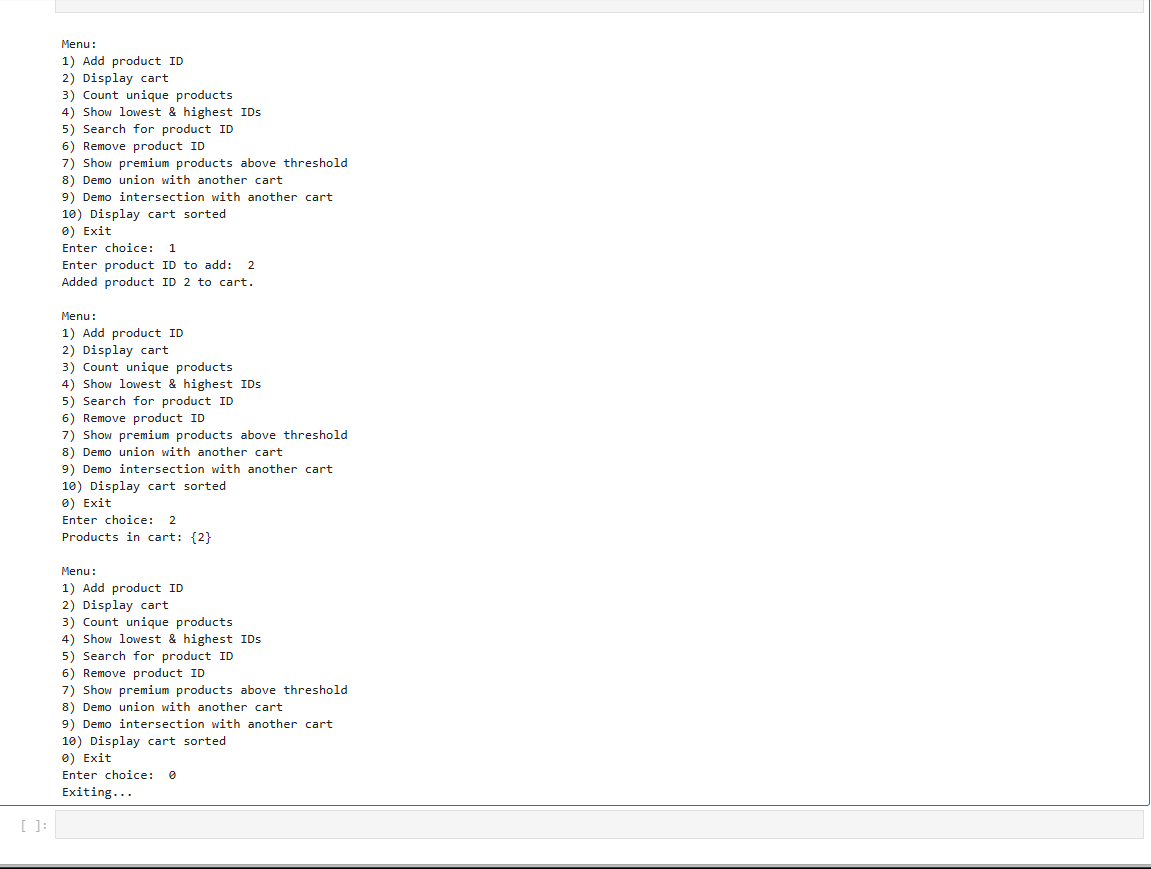 Menu:
1) Add product ID
2) Display cart
3) Count unique products
4) Show lowest & highest IDs
5) Search for product ID
6) Remove product ID
7) Show premium products above threshold
8) Demo union with another cart
9) Demo intersection with another cart
10) Display cart sorted
0) Exit
Enter choice:  1
Enter product ID to add:  2
Added product ID 2 to cart.

Menu:
1) Add product ID
2) Display cart
3) Count unique products
4) Show lowest & highest IDs
5) Search for product ID
6) Remove product ID
7) Show premium products above threshold
8) Demo union with another cart
9) Demo intersection with another cart
10) Display cart sorted
0) Exit
Enter choice:  2
Products in cart: {2}

Menu:
1) Add product ID
2) Display cart
3) Count unique products
4) Show lowest & highest IDs
5) Search for product ID
6) Remove product ID
7) Show premium products above threshold
8) Demo union with another cart
9) Demo intersection with another cart
10) Display cart sorted
0) Exit
Enter choice:  0
Exiting...
[ ]: